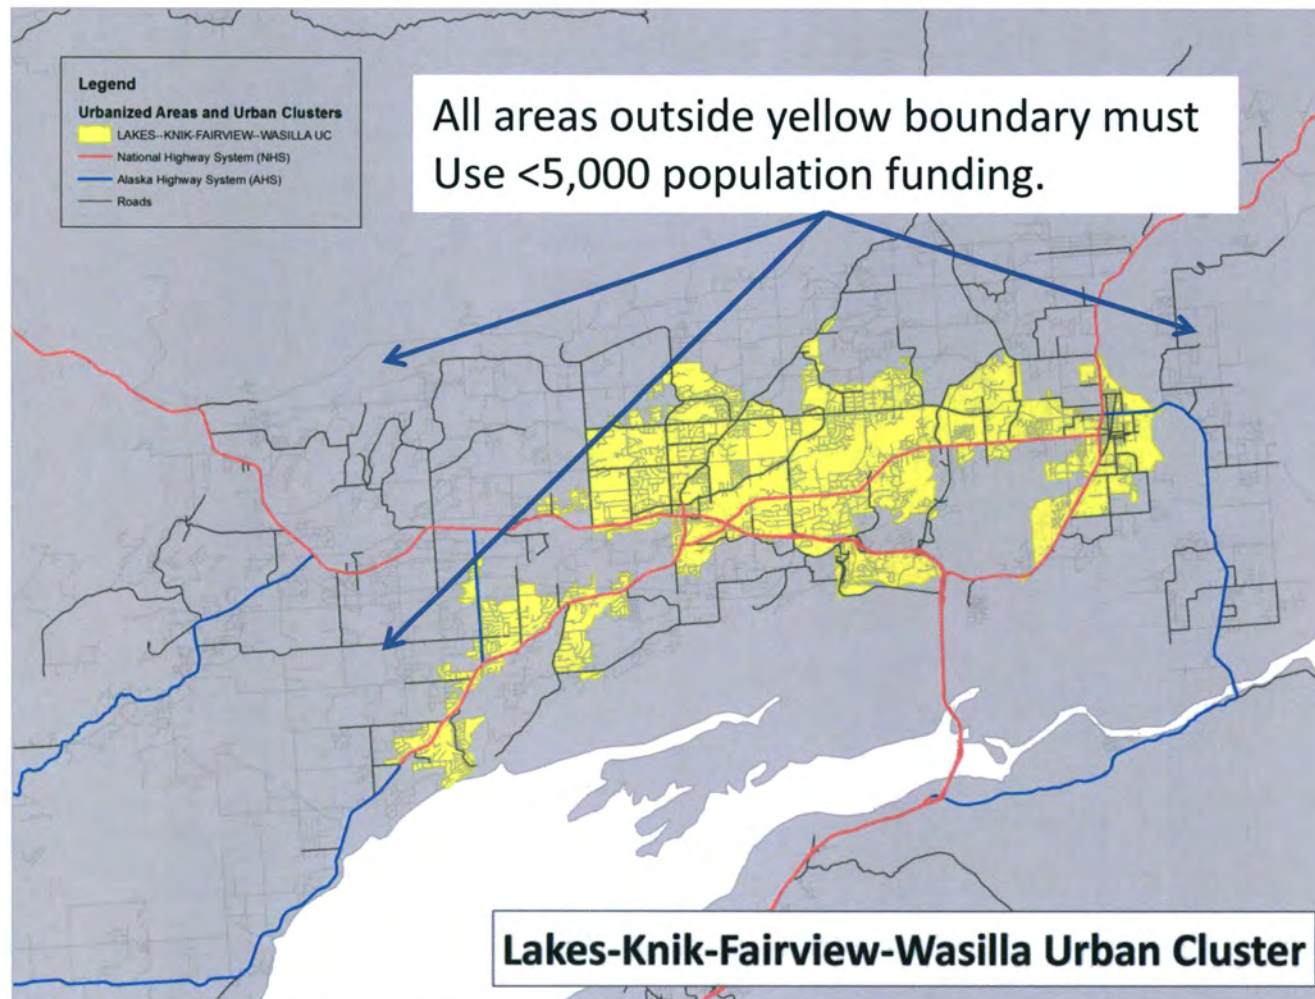 Legend
Urbanized Areas and Urban Clusters
LAKES--KNIK-FAIRVIEW--WASILLA UC
National Highway System (NHS)
Alaska Highway System (AHS)
Roads
All areas outside yellow boundary must
Use <5,000 population funding.
Lakes-Knik-Fairview-Wasilla Urban Cluster